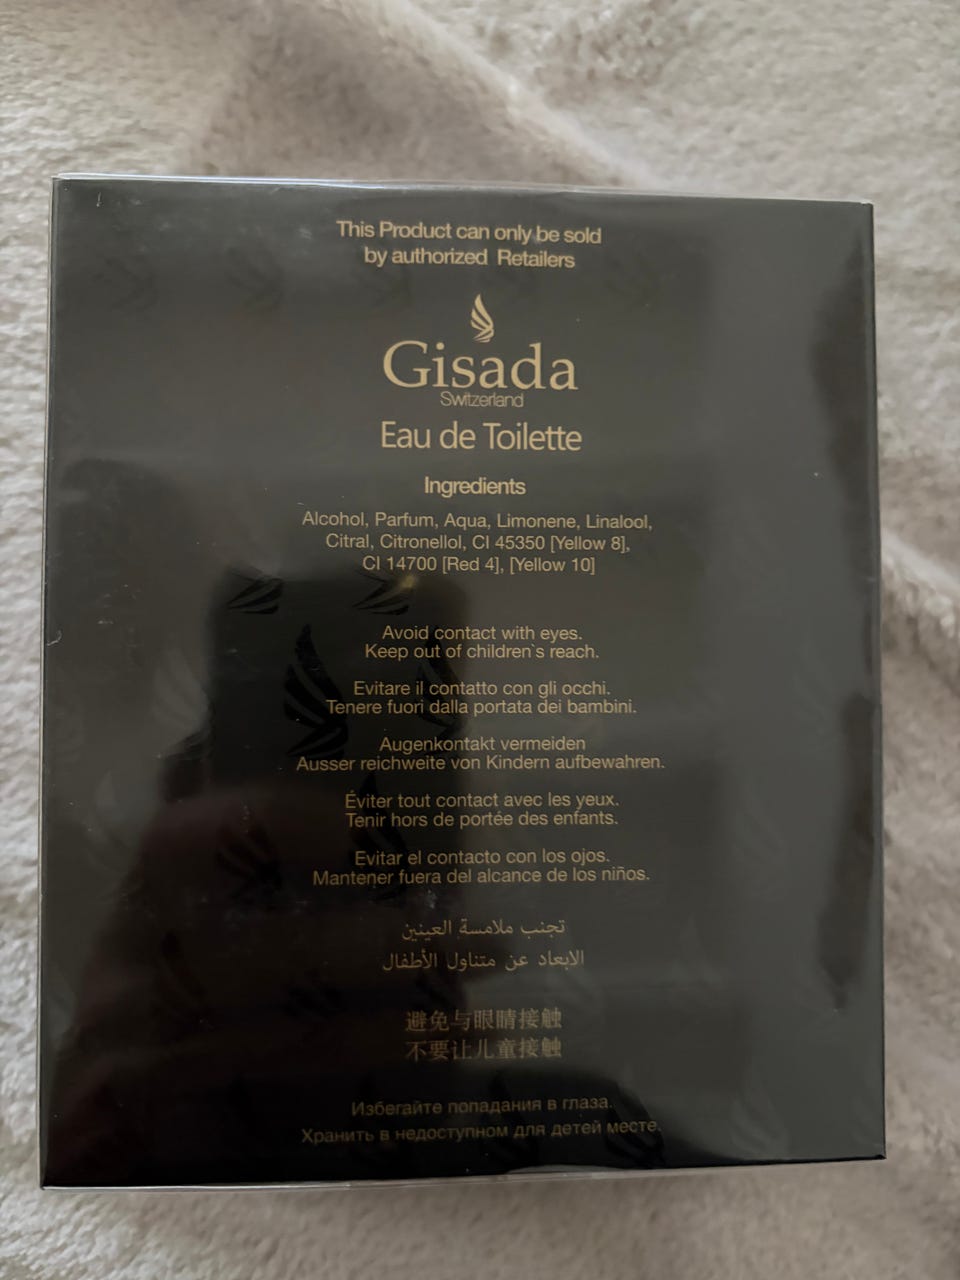 This Product can only be sold
by authorized Retailers
Gisada
Switzerland
Eau de Toilette
Ingredients
Alcohol, Parfum, Aqua, Limonene, Linalool,
Citral, Citronellol, CI 45350 [Yellow 8],
CI 14700 [Red 4], [Yellow 10]
Avoid contact with eyes.
Keep out of children`s reach.
Evitare il contatto con gli occhi.
Tenere fuori dalla portata dei bambini.
Augenkontakt vermeiden
Ausser reichweite von Kindern aufbewahren.
Éviter tout contact avec les yeux.
Tenir hors de portée des enfants.
Evitar el contacto con los ojos.
Mantener fuera del alcance de los niños.
تجنب ملامسة العينين
الابعاد عن متناول الأطفال
避免与眼睛接触
不要让儿童接触
Избегайте попадания в глаза.
Хранить в недоступном для детей месте.